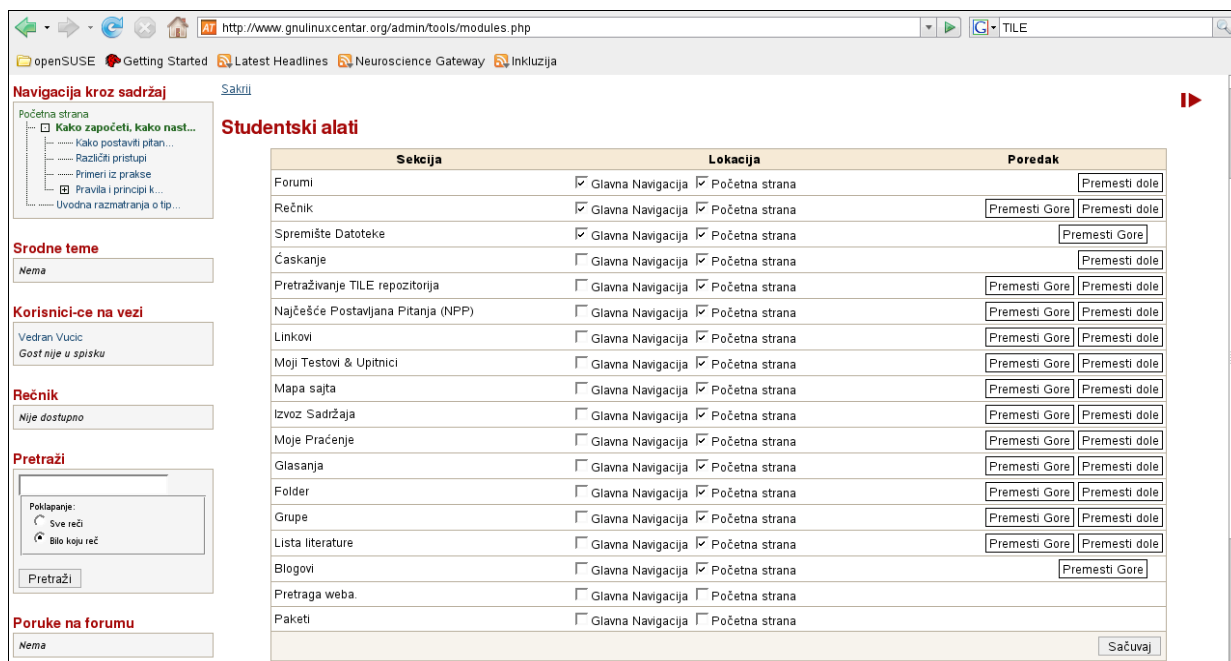 http://www.gnulinuxcentar.org/admin/tools/modules.php
G TILE
openSUSE Getting Started Latest Headlines Neuroscience Gateway Inkluzija
Navigacija kroz sadržaj
Početna strana
Kako započeti, kako nast...
Kako postaviti pitan...
Različiti pristupi
Primeri iz prakse
Pravila i principi k...
Uvodna razmatranja o tip...
Srodne teme
Nema
Korisnici-ce na vezi
Vedran Vucic
Gost nije u spisku
Rečnik
Nije dostupno
Pretraži
Poklapanje:
Sve reči
Bilo koju reč
Pretraži
Poruke na forumu
Nema
Sakrij
Studentski alati
Sekcija Lokacija Poredak
Forumi Glavna Navigacija Početna strana Premesti dole
Rečnik Glavna Navigacija Početna strana Premesti Gore Premesti dole
Spremište Datoteke Glavna Navigacija Početna strana Premesti Gore
Ćaskanje Glavna Navigacija Početna strana Premesti dole
Pretraživanje TILE repozitorija Glavna Navigacija Početna strana Premesti Gore Premesti dole
Najčešće Postavljana Pitanja (NPP) Glavna Navigacija Početna strana Premesti Gore Premesti dole
Linkovi Glavna Navigacija Početna strana Premesti Gore Premesti dole
Moji Testovi & Upitnici Glavna Navigacija Početna strana Premesti Gore Premesti dole
Mapa sajta Glavna Navigacija Početna strana Premesti Gore Premesti dole
Izvoz Sadržaja Glavna Navigacija Početna strana Premesti Gore Premesti dole
Moje Praćenje Glavna Navigacija Početna strana Premesti Gore Premesti dole
Glasanja Glavna Navigacija Početna strana Premesti Gore Premesti dole
Folder Glavna Navigacija Početna strana Premesti Gore Premesti dole
Grupe Glavna Navigacija Početna strana Premesti Gore Premesti dole
Lista literature Glavna Navigacija Početna strana Premesti Gore Premesti dole
Blogovi Glavna Navigacija Početna strana Premesti Gore
Pretraga weba. Glavna Navigacija Početna strana
Paketi Glavna Navigacija Početna strana
Sačuvaj